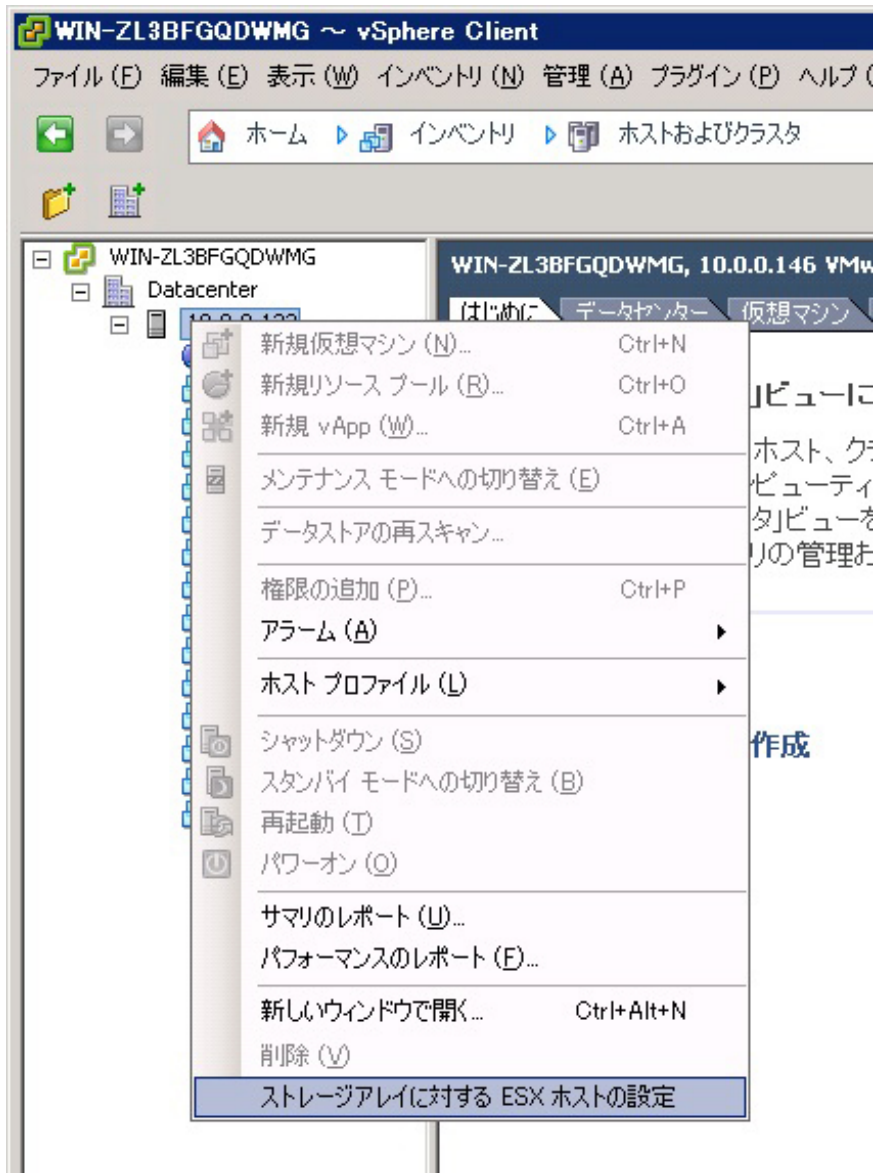 WIN-ZL3BFGQDWMG ～ vSphere Client
ファイル (F) 編集 (E) 表示 (W) インベントリ (N) 管理 (A) プラグイン (P) ヘルプ (
ホーム インベントリ ホストおよびクラスタ
WIN-ZL3BFGQDWMG
Datacenter
WIN-ZL3BFGQDWMG, 10.0.0.146 VMw
はじめに データセンター 仮想マシン
新規仮想マシン (N)... Ctrl+N
新規リソース プール (R)... Ctrl+O
新規 vApp (W)... Ctrl+A
メンテナンス モードへの切り替え (E)
データストアの再スキャン...
権限の追加 (P)... Ctrl+P
アラーム (A)
ホスト プロファイル (L)
シャットダウン (S)
スタンバイ モードへの切り替え (B)
再起動 (T)
パワーオン (O)
サマリのレポート (U)...
パフォーマンスのレポート (F)...
新しいウィンドウで開く... Ctrl+Alt+N
削除 (V)
ストレージアレイに対する ESX ホストの設定
」ビューに
ホスト、クラ
ピューティ
タ」ビューを
リの管理お
作成